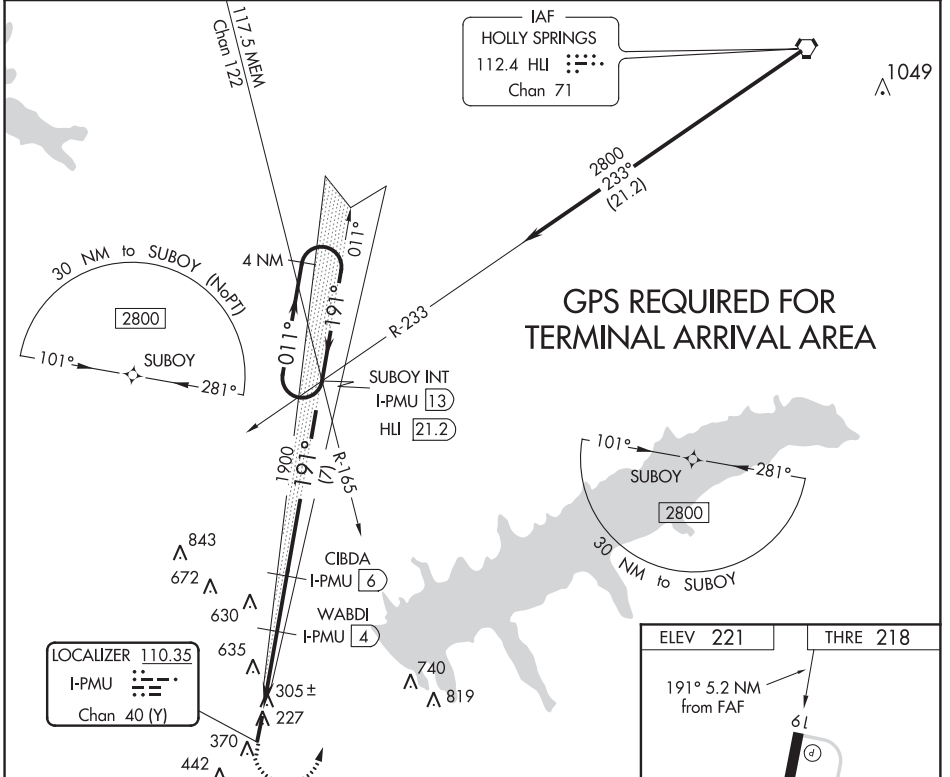 117.5 MEM
Chan 122
IAF
HOLLY SPRINGS
112.4 HLI
Chan 71
1049
2800
233°
(21.2)
011°
4 NM
191°
011°
R-233
30 NM to SUBOY (NoPT)
2800
101°
SUBOY
281°
GPS REQUIRED FOR
TERMINAL ARRIVAL AREA
SUBOY INT
I-PMU 13
HLI 21.2
1900
191°
(7)
R-165
101°
SUBOY
281°
2800
30 NM to SUBOY
843
672
630
635
CIBDA
I-PMU 6
WABDI
I-PMU 4
740
819
LOCALIZER 110.35
I-PMU
Chan 40 (Y)
305 ±
227
370
442
ELEV 221
THRE 218
191° 5.2 NM
from FAF
19
P